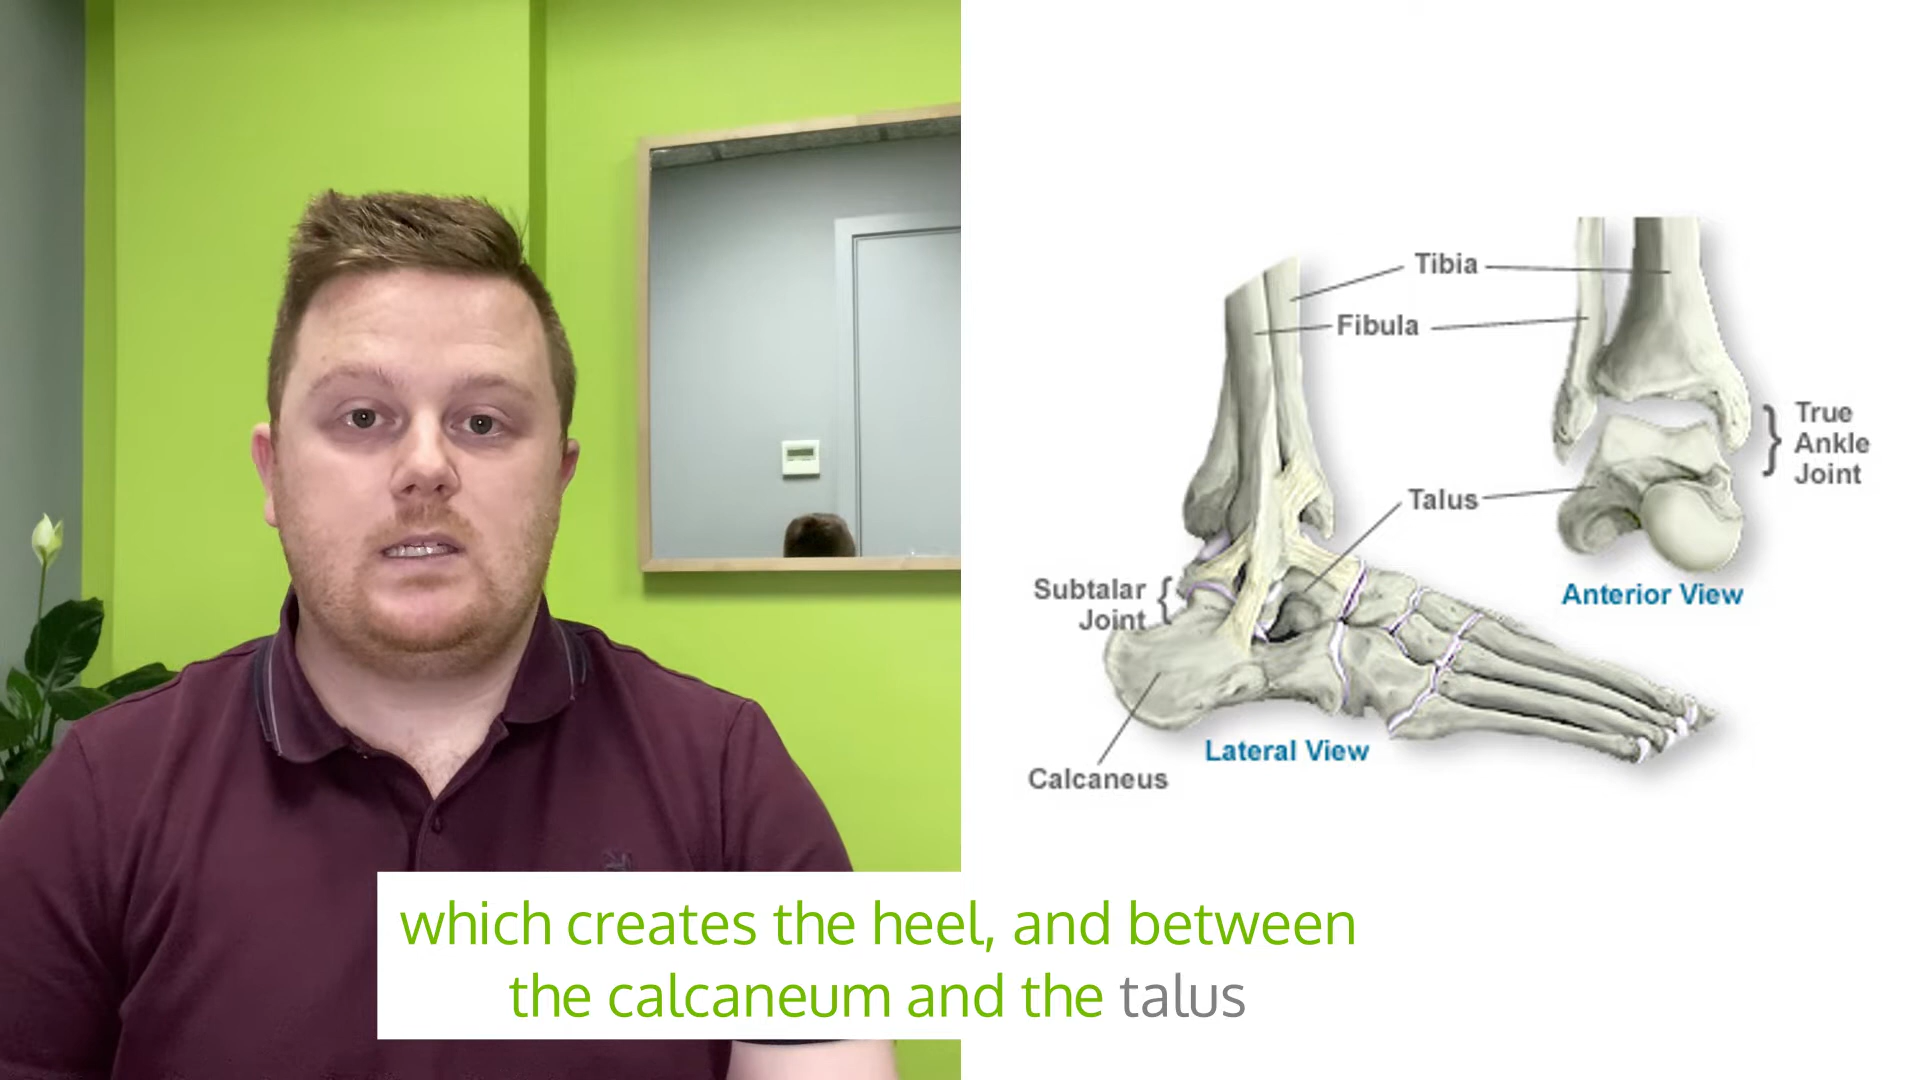 Tibia
Fibula
True
Ankle
Joint
Talus
Anterior View
Subtalar
Joint
Lateral View
Calcaneus
which creates the heel, and between
the calcaneum and the talus